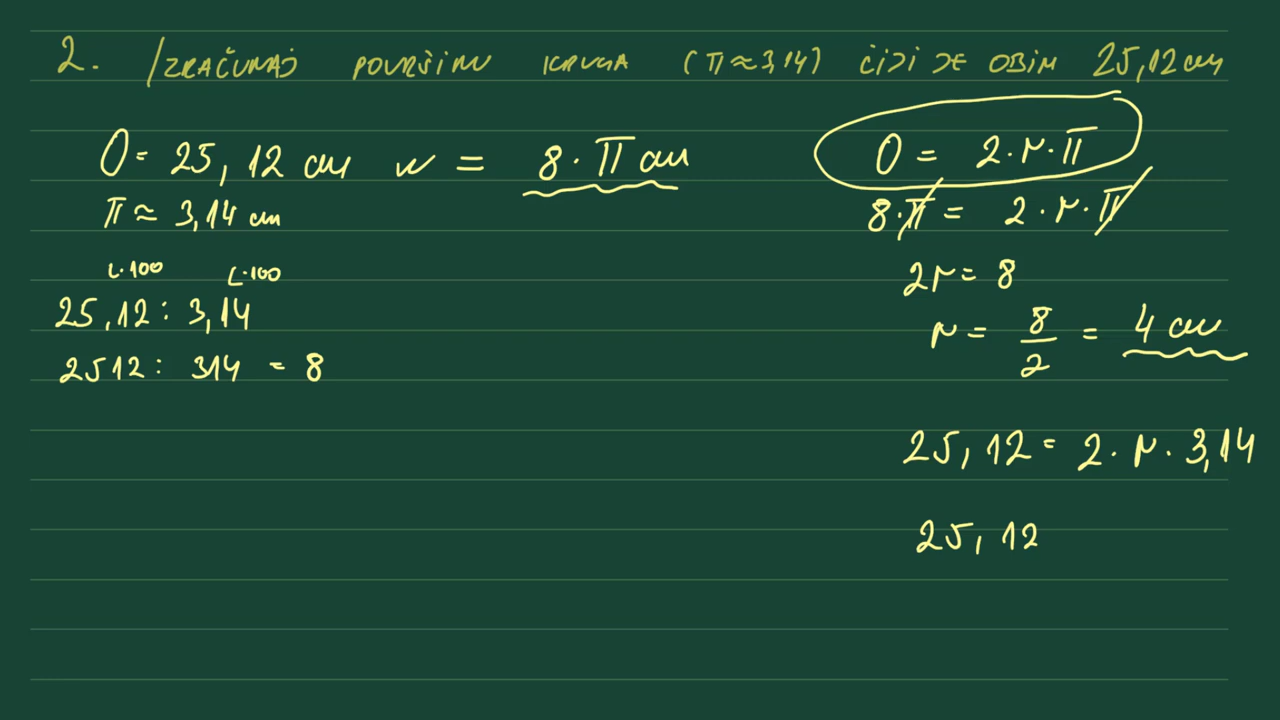 2. IZRAČUNAJ POVRŠINU KRUGA (π≈3,14) ČIJI JE OBIM 25,12 cm
O = 25,12 cm = 8·π cm
π ≈ 3,14 cm
/·100 /·100
25,12 : 3,14
2512 : 314 = 8
O = 2·r·π
8·π = 2·r·π
2r = 8
r = 8/2 = 4 cm
25,12 = 2·r·3,14
25,12